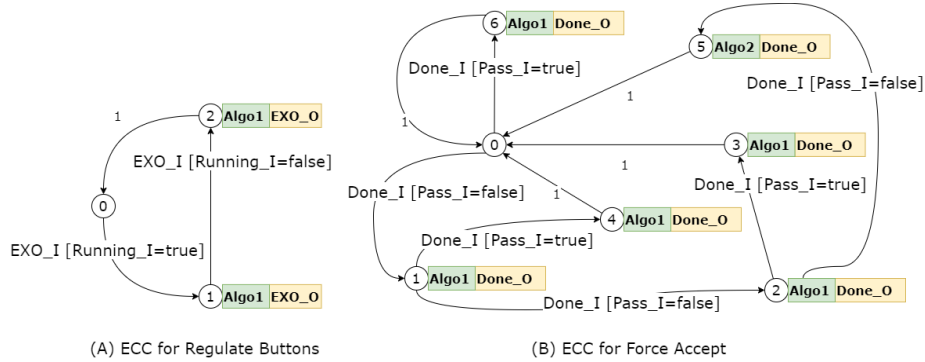 2 Algo1 EXO_O
1
EXO_I [Running_I=false]
0
EXO_I [Running_I=true]
1 Algo1 EXO_O
(A) ECC for Regulate Buttons
6 Algo1 Done_O
5 Algo2 Done_O
Done_I [Pass_I=true]
Done_I [Pass_I=false]
1
1
0
3 Algo1 Done_O
1
Done_I [Pass_I=false]
Done_I [Pass_I=true]
1
4 Algo1 Done_O
Done_I [Pass_I=true]
1 Algo1 Done_O
2 Algo1 Done_O
Done_I [Pass_I=false]
(B) ECC for Force Accept